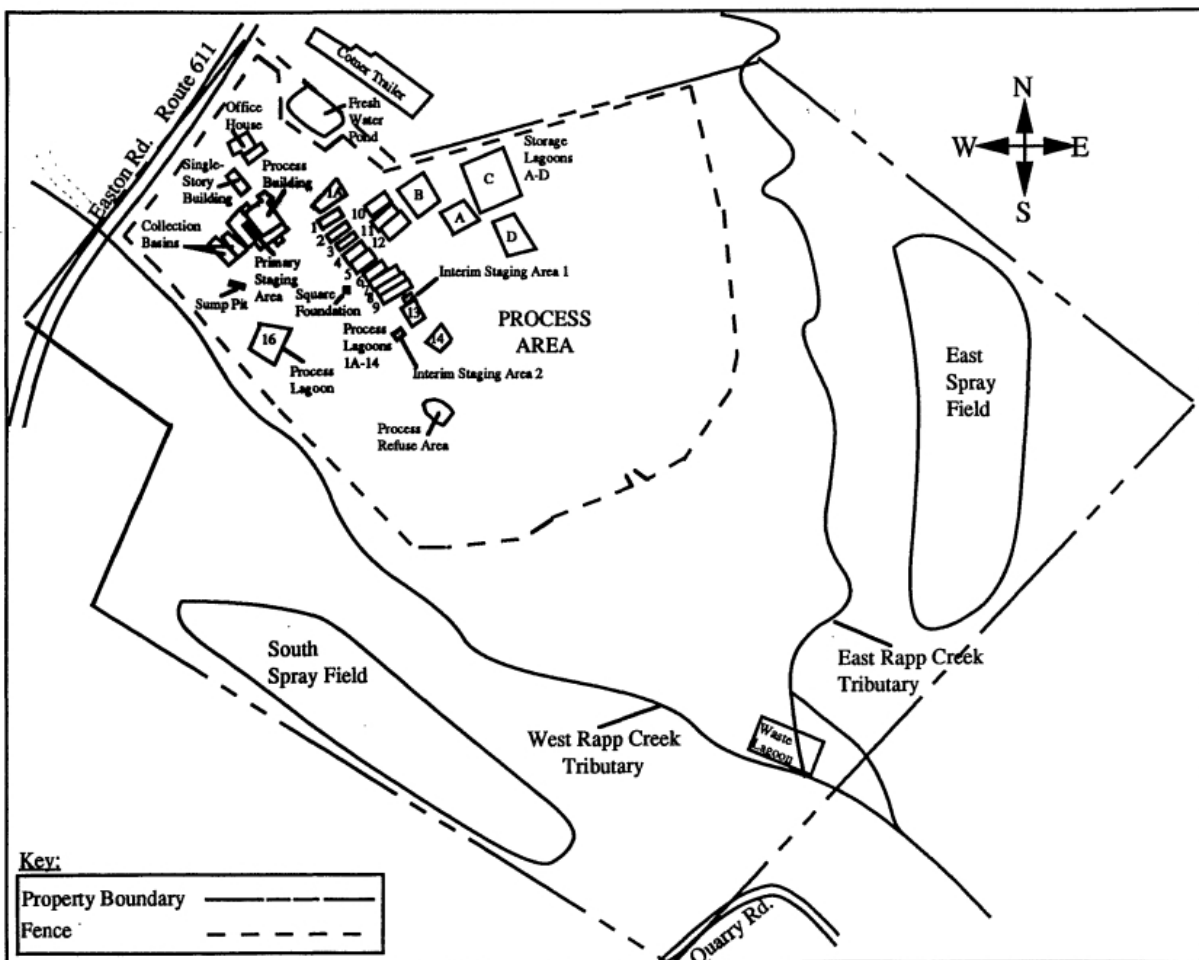 Easton Rd. Route 611
Corner Trailer
Office
House
Fresh
Water
Pond
Single-
Story
Building
Process
Building
Storage
Lagoons
A-D
N
W
E
S
1A
B
C
A
D
10
11
12
1
2
3
4
5
6
7
8
9
13
14
16
Collection
Basins
Primary
Staging
Area
Sump Pit
Square
Foundation
Interim Staging Area 1
PROCESS
AREA
Process
Lagoons
1A-14
Interim Staging Area 2
Process
Lagoon
Process
Refuse Area
East
Spray
Field
South
Spray Field
East Rapp Creek
Tributary
West Rapp Creek
Tributary
Waste
Lagoon
Quarry Rd.
Key:
Property Boundary
Fence